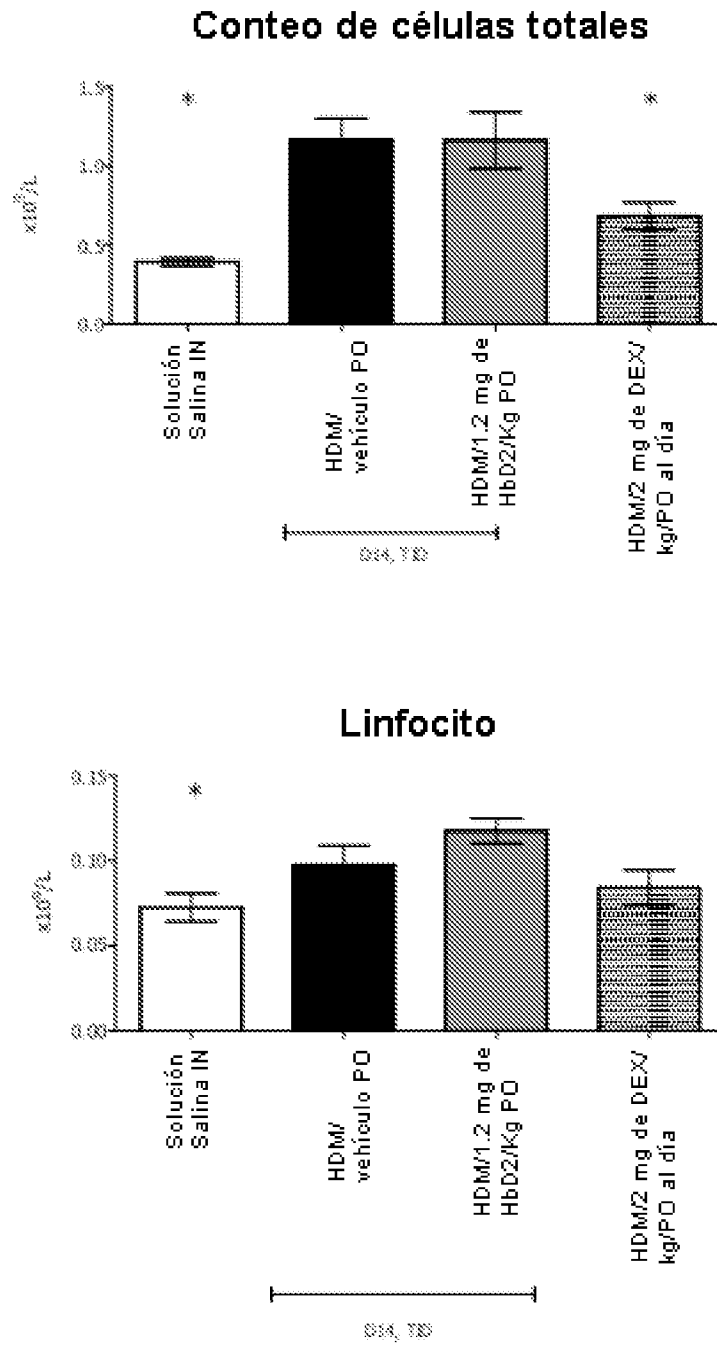 Conteo de células totales
*
*
1.5
1.0
0.5
0.0
Solución
Salina IN
HDM/
vehículo PO
HDM/1.2 mg de
HbD2/Kg PO
HDM/2 mg de DEX/
kg/PO al día
TID
Linfocito
*
0.15
0.10
0.05
0.00
Solución
Salina IN
HDM/
vehículo PO
HDM/1.2 mg de
HbD2/Kg PO
HDM/2 mg de DEX/
kg/PO al día
TID